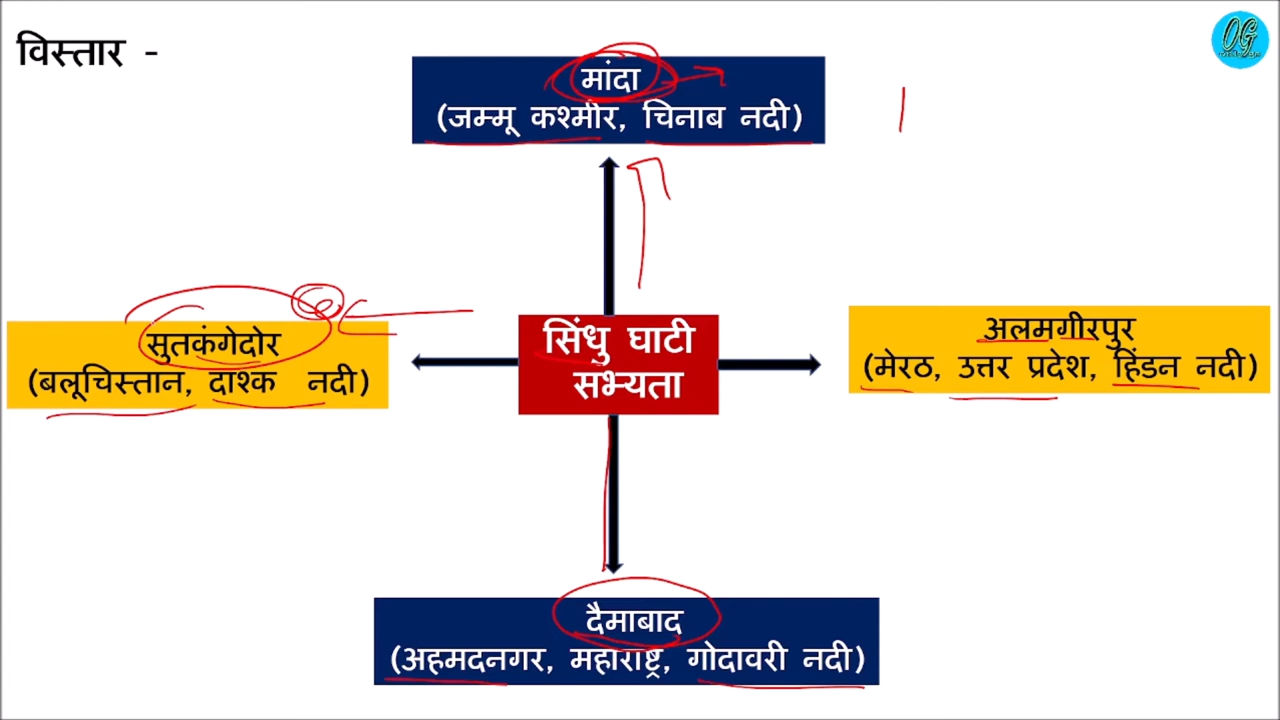 विस्तार -
OG
मांदा
(जम्मू कश्मीर, चिनाब नदी)
सुतकंगेदोर
(बलूचिस्तान, दाश्क नदी)
सिंधु घाटी
सभ्यता
अलमगीरपुर
(मेरठ, उत्तर प्रदेश, हिंडन नदी)
दैमाबाद
(अहमदनगर, महाराष्ट्र, गोदावरी नदी)